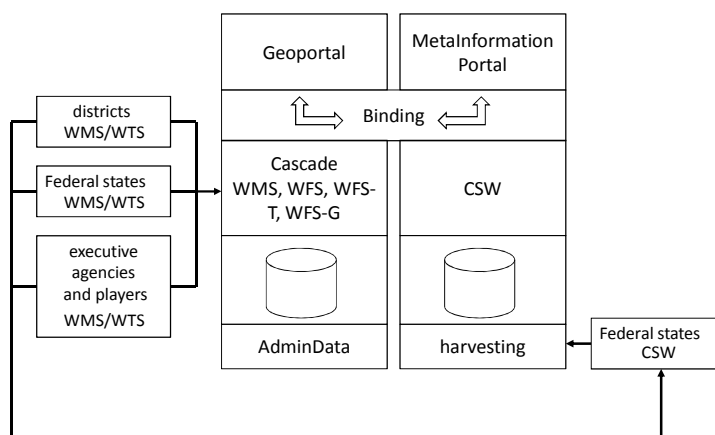 Geoportal
MetaInformation
Portal
Binding
districts
WMS/WTS
Federal states
WMS/WTS
executive
agencies
and players
WMS/WTS
Cascade
WMS, WFS, WFS-
T, WFS-G
CSW
AdminData
harvesting
Federal states
CSW